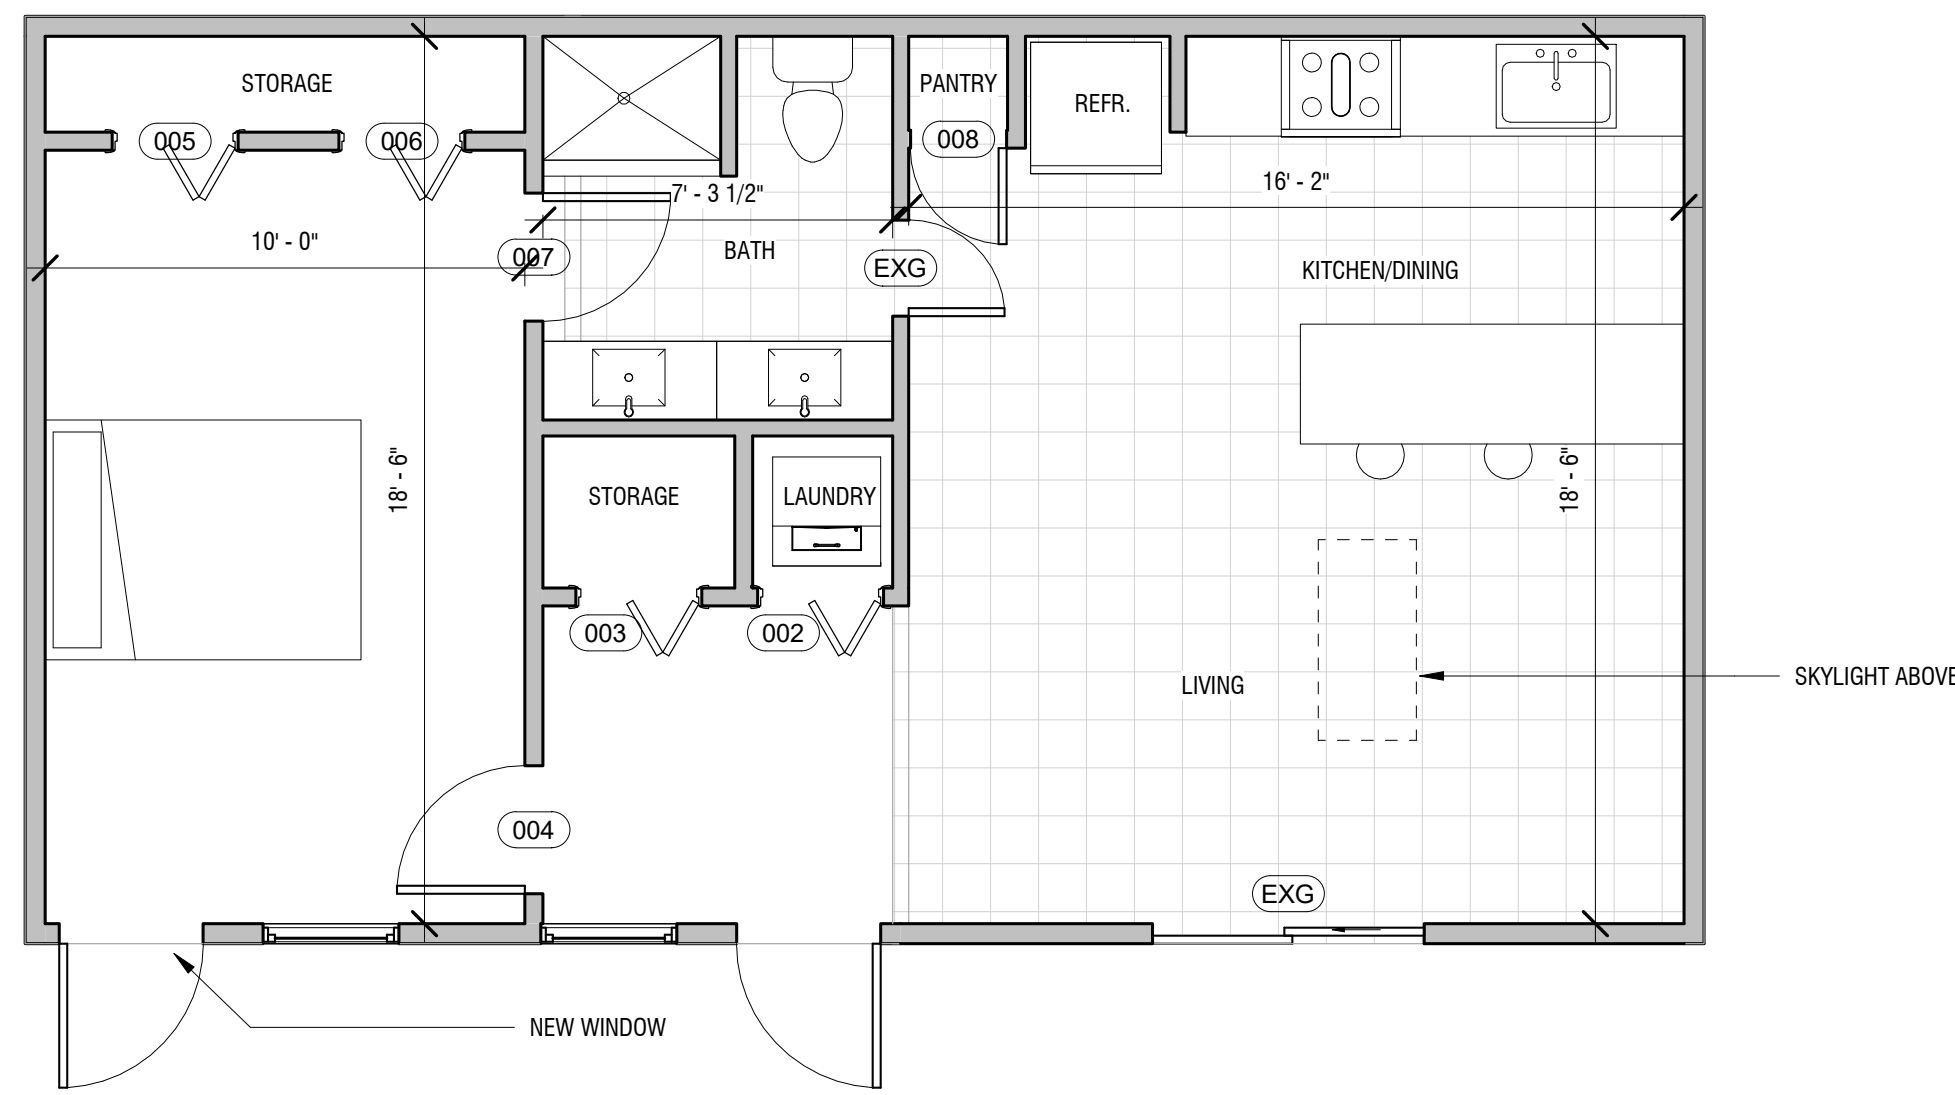 STORAGE
PANTRY
REFR.
005
006
008
7' - 3 1/2"
16' - 2"
10' - 0"
007
BATH
EXG
KITCHEN/DINING
18' - 6"
18' - 6"
STORAGE
LAUNDRY
003
002
LIVING
SKYLIGHT ABOVE
004
EXG
NEW WINDOW